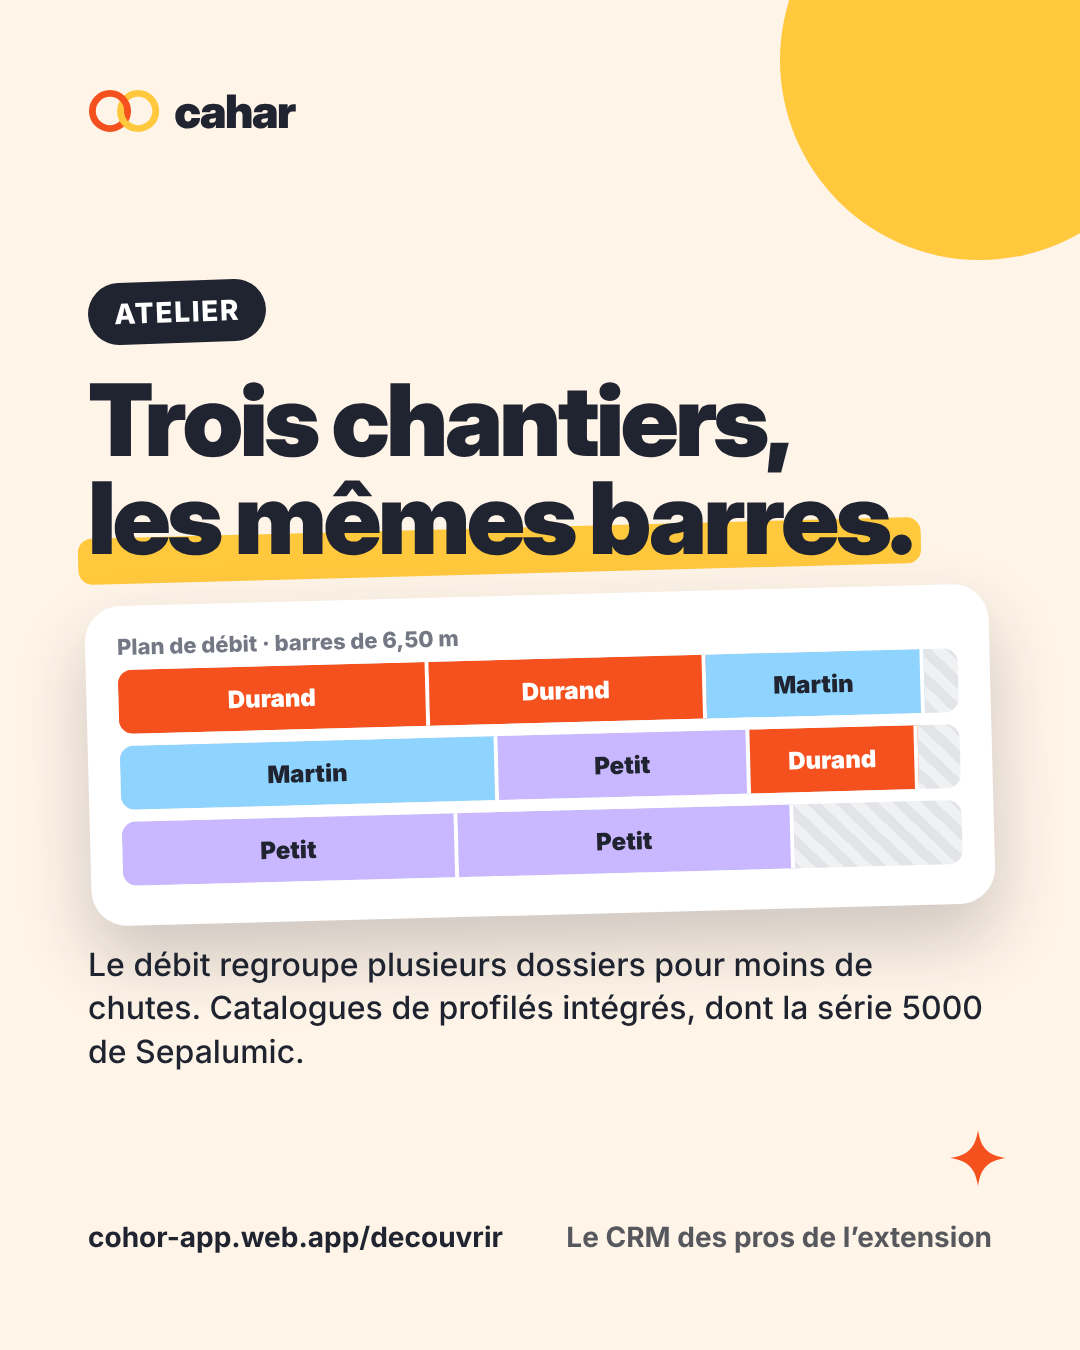 cahar
ATELIER
Trois chantiers,
les mêmes barres.
Plan de débit · barres de 6,50 m
Durand Durand Martin
Martin Petit Durand
Petit Petit
Le débit regroupe plusieurs dossiers pour moins de
chutes. Catalogues de profilés intégrés, dont la série 5000
de Sepalumic.
cohor-app.web.app/decouvrir Le CRM des pros de l’extension